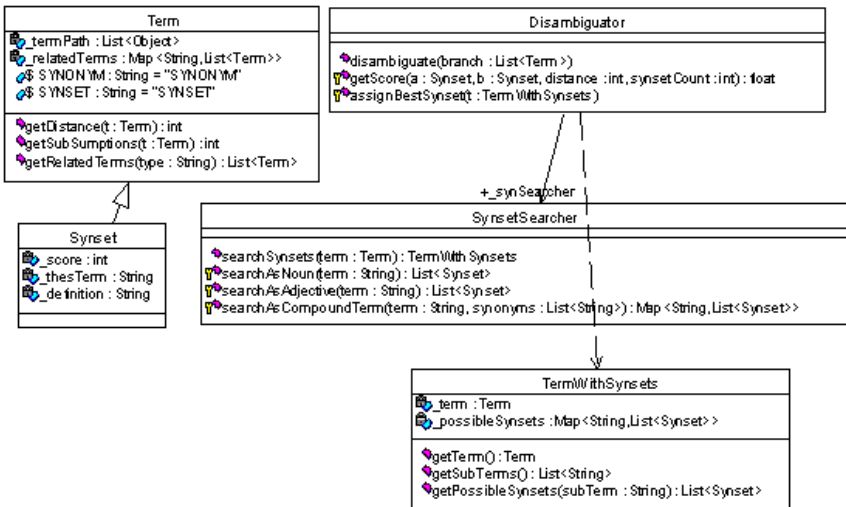 Term
_termPath : List<Object>
_relatedTerms : Map<String,List<Term>>
$ SYNONYM : String = "SYNONYM"
$ SYNSET : String = "SYNSET"
getDistance(t : Term) : int
getSubSumptions(t : Term) : int
getRelatedTerms(type : String) : List<Term>
Disambiguator
disambiguate(branch : List<Term>)
getScore(a : Synset, b : Synset, distance : int, synsetCount : int) : float
assignBestSynset(t : TermWithSynsets)
+_synSearcher
Synset
_score : int
_thesTerm : String
_definition : String
SynsetSearcher
searchSynsets(term : Term) : TermWithSynsets
searchAsNoun(term : String) : List<Synset>
searchAsAdjective(term : String) : List<Synset>
searchAsCompoundTerm(term : String, synonyms : List<String>) : Map<String,List<Synset>>
TermWithSynsets
_term : Term
_possibleSynsets : Map<String,List<Synset>>
getTerm() : Term
getSubTerms() : List<String>
getPossibleSynsets(subTerm : String) : List<Synset>